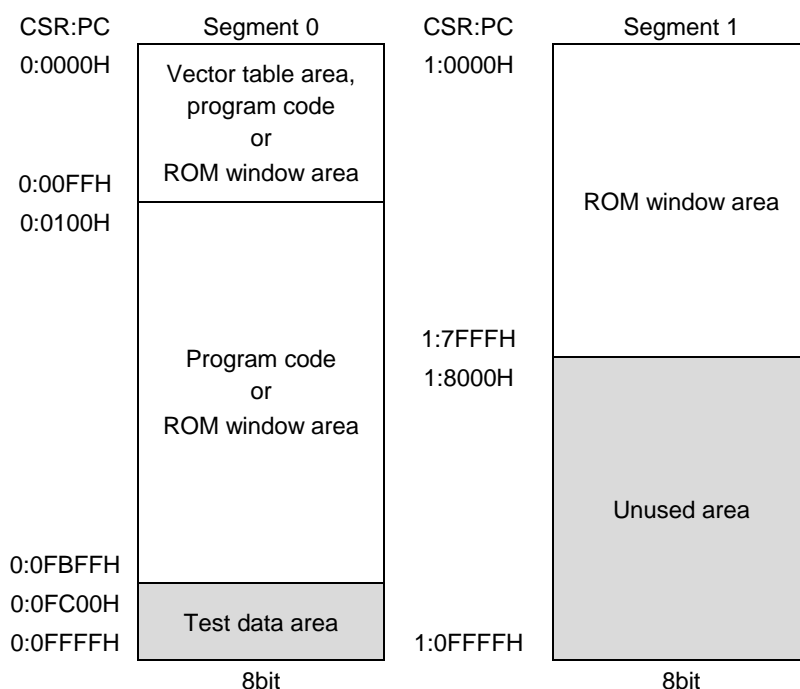 CSR:PC Segment 0 CSR:PC Segment 1
0:0000H
Vector table area,
program code
or
ROM window area
0:00FFH
0:0100H
Program code
or
ROM window area
0:0FBFFH
0:0FC00H
Test data area
0:0FFFFH
8bit
1:0000H
ROM window area
1:7FFFH
1:8000H
Unused area
1:0FFFFH
8bit